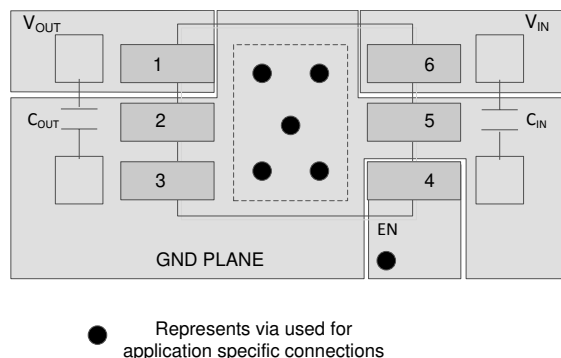 VOUT
VIN
1
6
COUT
2
5
CIN
3
4
EN
GND PLANE
Represents via used for
application specific connections